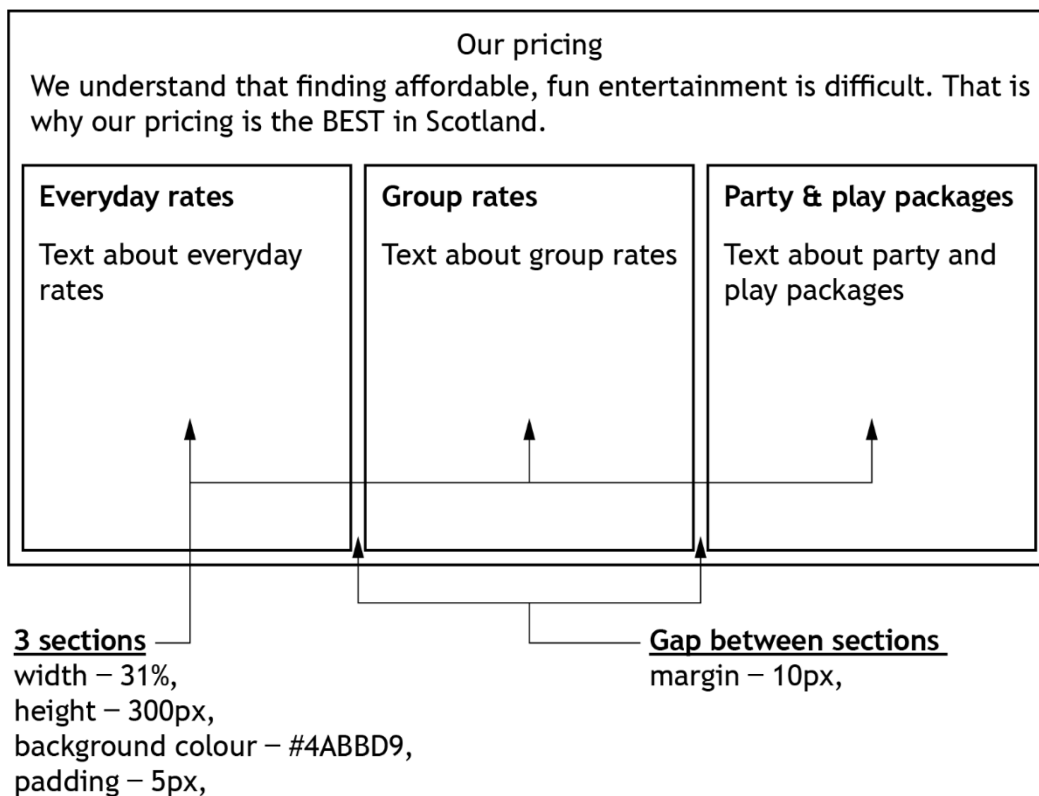 Our pricing
We understand that finding affordable, fun entertainment is difficult. That is
why our pricing is the BEST in Scotland.
Everyday rates
Text about everyday
rates
Group rates
Text about group rates
Party & play packages
Text about party and
play packages
3 sections
width – 31%,
height – 300px,
background colour – #4ABBD9,
padding – 5px,
Gap between sections
margin – 10px,